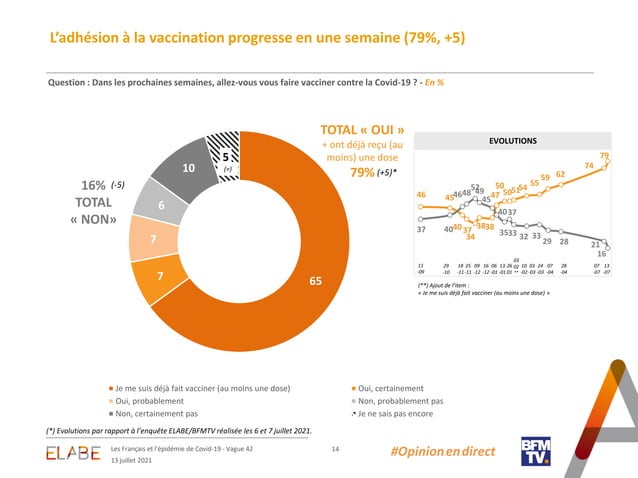 L'adhésion à la vaccination progresse en une semaine (79%, +5)
Question : Dans les prochaines semaines, allez-vous vous faire vacciner contre la Covid-19 ? - En %
TOTAL « OUI »
+ ont déjà reçu (au
moins) une dose
79% (+5)*
16% (-5)
TOTAL
« NON»
5
(=)
10
6
7
7
65
EVOLUTIONS
46 45 40 37 34 38 38 47 50 50 51 54 55 59 62 74 79
37 40 46 48 52 49 45 40 37 35 33 32 33 29 28 21 16
03
11 29 18 25 09 16 06 13 26 02 10 03 24 07 28 07 13
-09 -10 -11 -11 -12 -12 -01 -01 01 ** -02 -03 -03 -04 -04 -07 -07
(**) Ajout de l'item :
« Je me suis déjà fait vacciner (au moins une dose) »
Je me suis déjà fait vacciner (au moins une dose)
Oui, certainement
Oui, probablement
Non, probablement pas
Non, certainement pas
Je ne sais pas encore
(*) Evolutions par rapport à l'enquête ELABE/BFMTV réalisée les 6 et 7 juillet 2021.
ELABE
Les Français et l'épidémie de Covid-19 - Vague 42
13 juillet 2021
14
#Opinionendirect
BFM
TV.